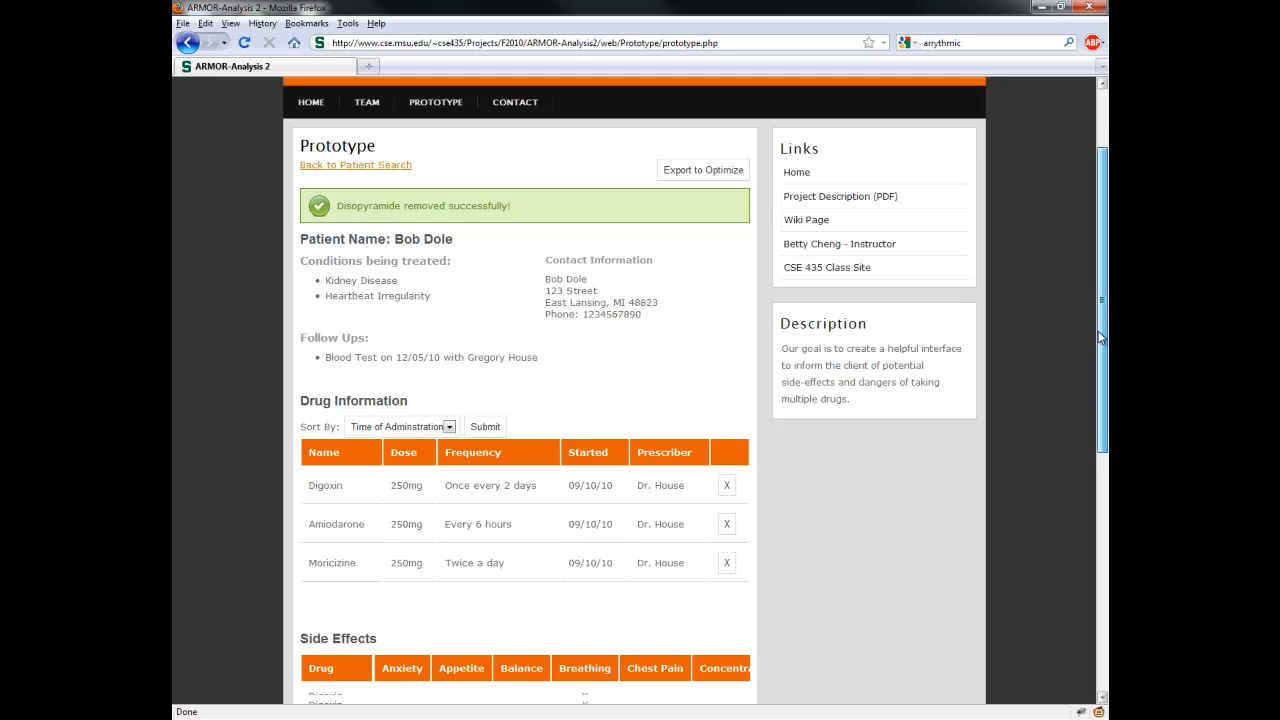 ARMOR-Analysis 2 - Mozilla Firefox
File Edit View History Bookmarks Tools Help
http://www.cse.msu.edu/~cse435/Projects/F2010/ARMOR-Analysis2/web/Prototype/prototype.php
arrythmic
ABP
ARMOR-Analysis 2
HOME TEAM PROTOTYPE CONTACT
Prototype
Back to Patient Search
Export to Optimize
Disopyramide removed successfully!
Patient Name: Bob Dole
Conditions being treated:
Kidney Disease
Heartbeat Irregularity
Contact Information
Bob Dole
123 Street
East Lansing, MI 48823
Phone: 1234567890
Follow Ups:
Blood Test on 12/05/10 with Gregory House
Drug Information
Sort By: Time of Adminstration Submit
Name Dose Frequency Started Prescriber
Digoxin 250mg Once every 2 days 09/10/10 Dr. House X
Amiodarone 250mg Every 6 hours 09/10/10 Dr. House X
Moricizine 250mg Twice a day 09/10/10 Dr. House X
Side Effects
Drug Anxiety Appetite Balance Breathing Chest Pain Concentra
Links
Home
Project Description (PDF)
Wiki Page
Betty Cheng - Instructor
CSE 435 Class Site
Description
Our goal is to create a helpful interface
to inform the client of potential
side-effects and dangers of taking
multiple drugs.
Done